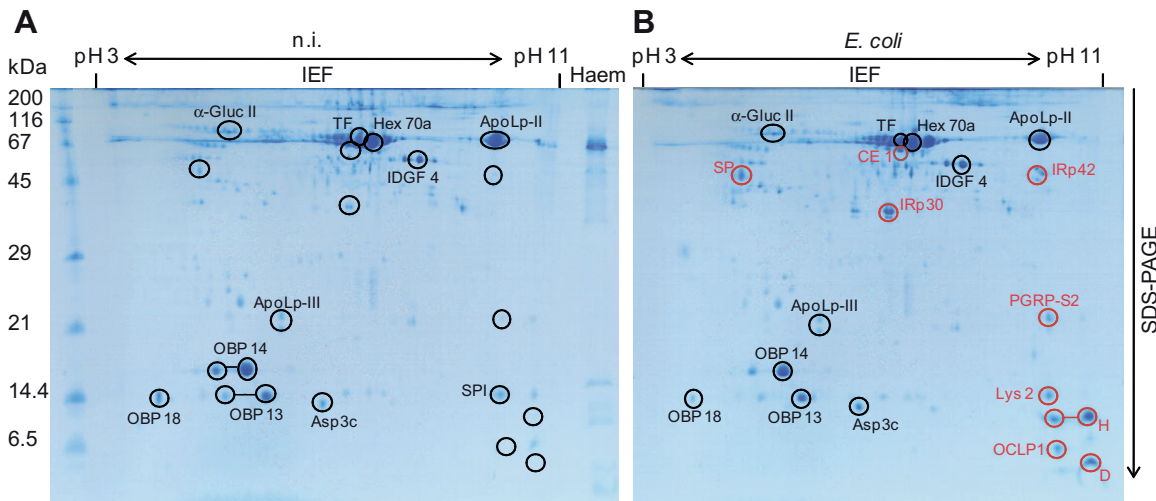 A
n.i.
pH 3
pH 11
IEF
kDa
Haem
200
116
67
45
29
21
14.4
6.5
α-Gluc II
TF
Hex 70a
ApoLp-II
IDGF 4
ApoLp-III
OBP 14
OBP 18
OBP 13
Asp3c
SPI
B
E. coli
pH 3
pH 11
IEF
α-Gluc II
TF
Hex 70a
ApoLp-II
CE 1
SP
IDGF 4
IRp42
IRp30
PGRP-S2
ApoLp-III
OBP 14
Lys 2
OBP 18
OBP 13
Asp3c
H
OCLP1
D
SDS-PAGE